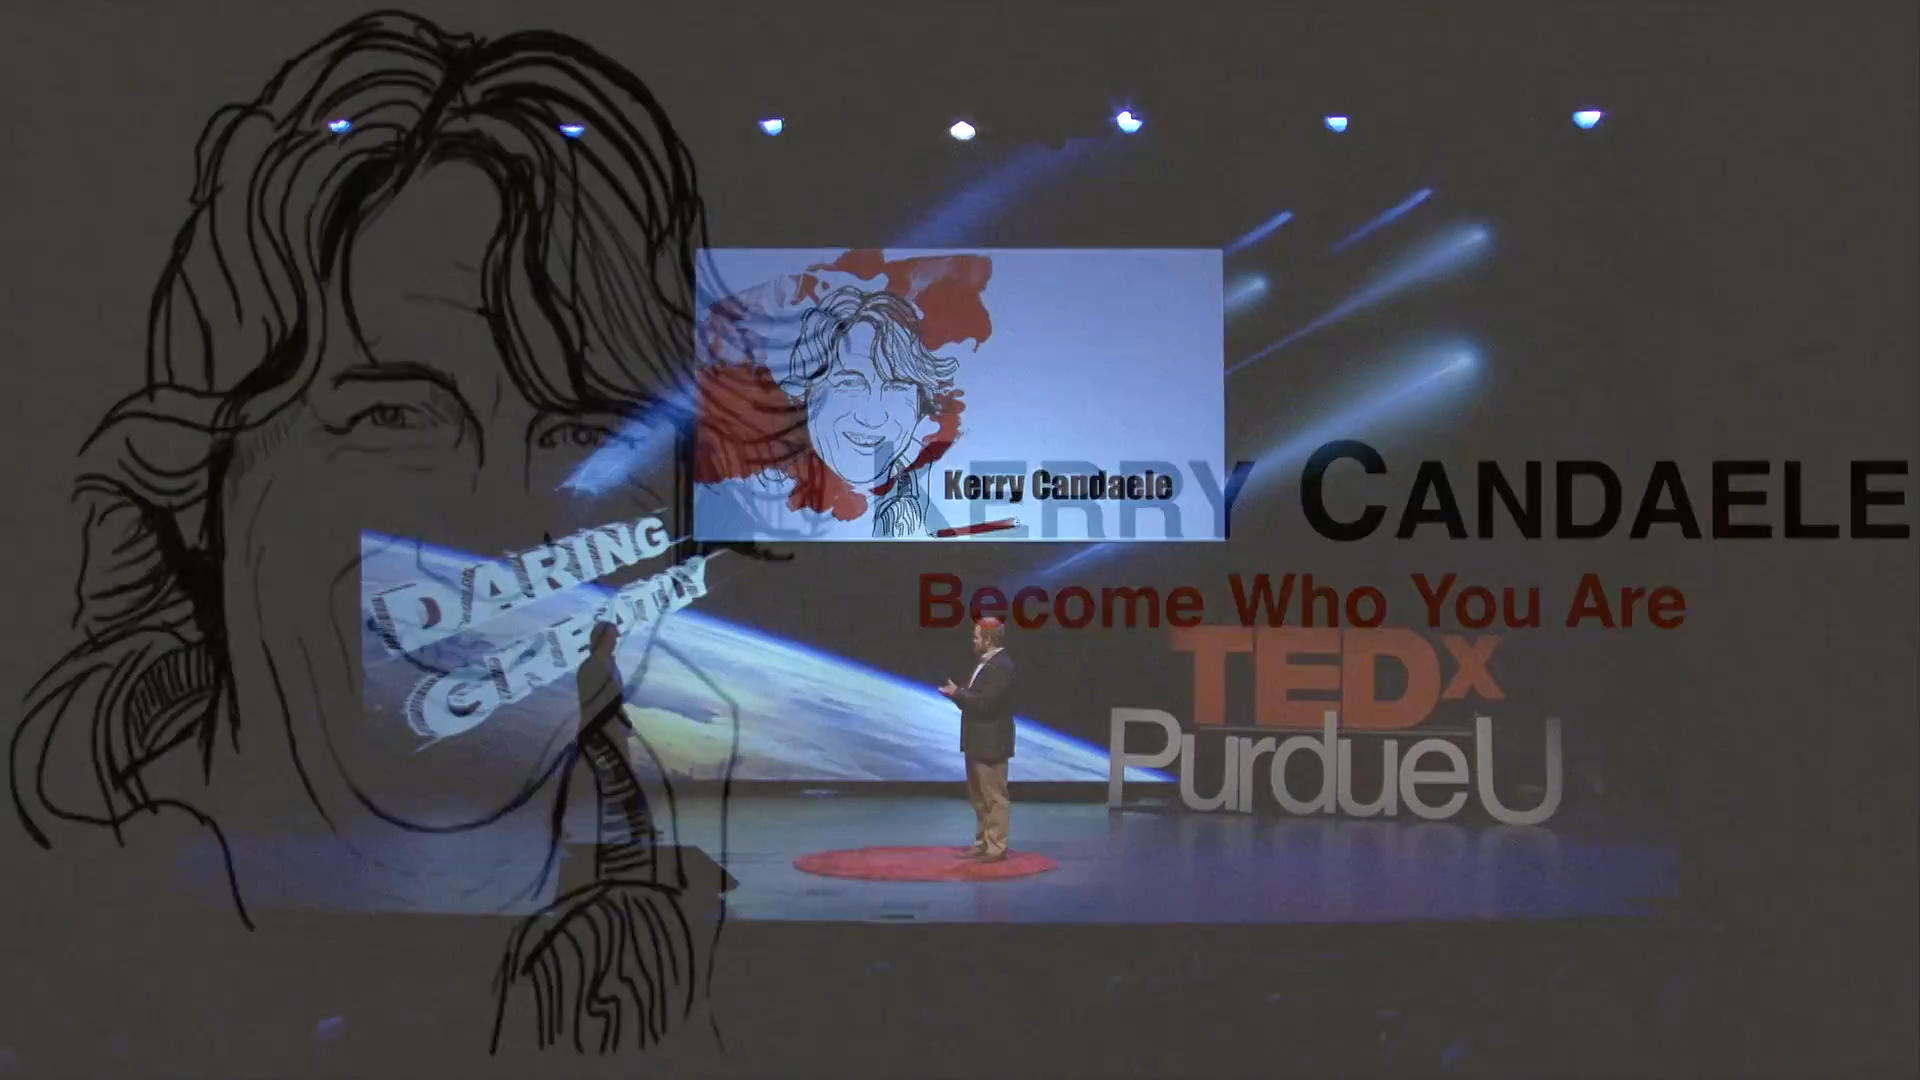 Kerry Candaele
KERRY CANDAELE
DARING
GREATLY
Become Who You Are
TEDx
PurdueU